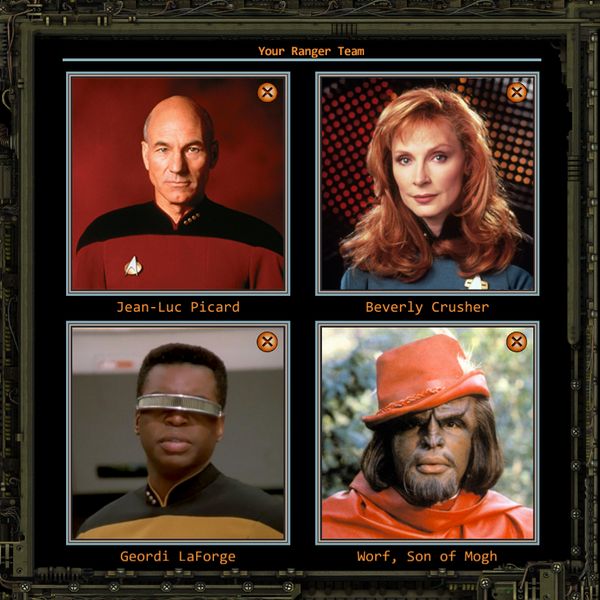 Your Ranger Team
Jean-Luc Picard
Beverly Crusher
Geordi LaForge
Worf, Son of Mogh